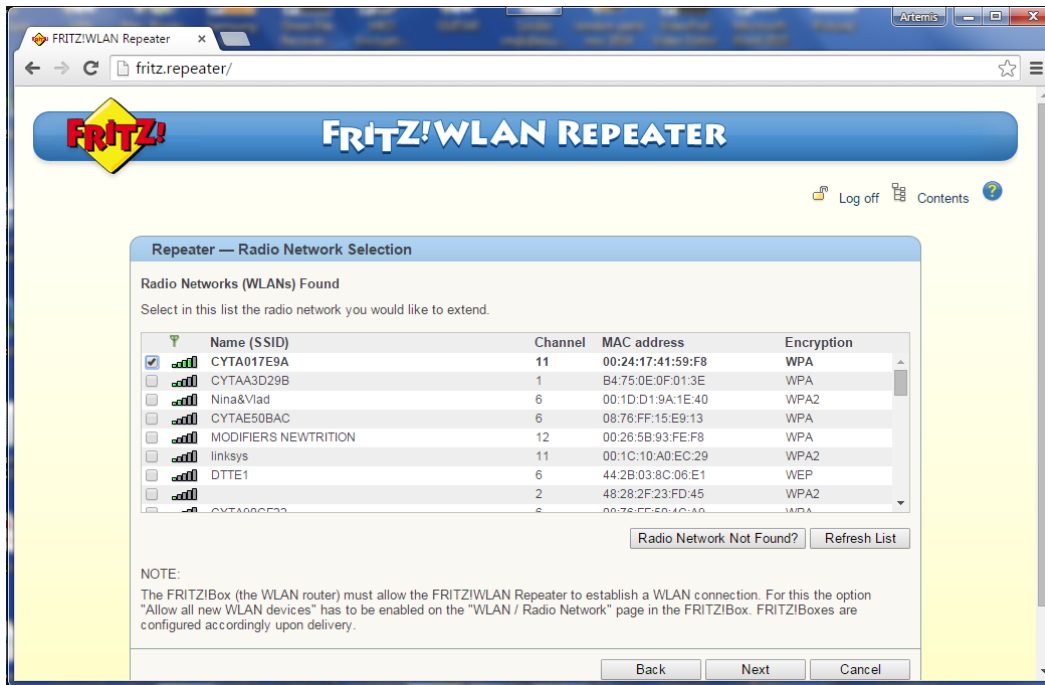 Artemis
FRITZ!WLAN Repeater
fritz.repeater/
FRITZ!
FRITZ!WLAN REPEATER
Log off Contents ?
Repeater — Radio Network Selection
Radio Networks (WLANs) Found
Select in this list the radio network you would like to extend.
Name (SSID) Channel MAC address Encryption
CYTA017E9A 11 00:24:17:41:59:F8 WPA
CYTAA3D29B 1 B4:75:0E:0F:01:3E WPA
Nina&Vlad 6 00:1D:D1:9A:1E:40 WPA2
CYTAE50BAC 6 08:76:FF:15:E9:13 WPA
MODIFIERS NEWTRITION 12 00:26:5B:93:FE:F8 WPA
linksys 11 00:1C:10:A0:EC:29 WPA2
DTTE1 6 44:2B:03:8C:06:E1 WEP
2 48:28:2F:23:FD:45 WPA2
Radio Network Not Found? Refresh List
NOTE:
The FRITZ!Box (the WLAN router) must allow the FRITZ!WLAN Repeater to establish a WLAN connection. For this the option
"Allow all new WLAN devices" has to be enabled on the "WLAN / Radio Network" page in the FRITZ!Box. FRITZ!Boxes are
configured accordingly upon delivery.
Back Next Cancel